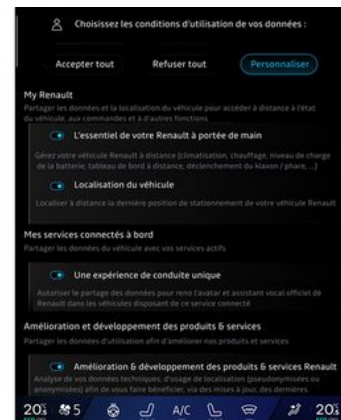 Choisissez les conditions d'utilisation de vos données :
Accepter tout
Refuser tout
Personnaliser
My Renault
Partager les données et la localisation du véhicule pour accéder à distance à l'état
du véhicule, aux commandes et à d'autres fonctions
L'essentiel de votre Renault à portée de main
Gérez votre véhicule Renault à distance (climatisation, chauffage, niveau de charge
de la batterie, tableau de bord à distance, déclenchement du klaxon / phare, ...)
Localisation du véhicule
Localiser à distance la dernière position de stationnement de votre véhicule Renault
Mes services connectés à bord
Partager les données du véhicule avec vos services actifs
Une expérience de conduite unique
Autoriser le partage des données pour reno l'avatar et assistant vocal officiel de
Renault dans les véhicules disposant de ce service connecté
Amélioration et développement des produits & services
Partager les données d'utilisation afin d'améliorer nos produits et services
Amélioration & développement des produits & services Renault
Analyse de vos données techniques, d'usage de localisation (pseudonymisées ou
anonymisées) afin de vous faire bénéficier, via des mises à jour, des dernières
20 5 A/C 20